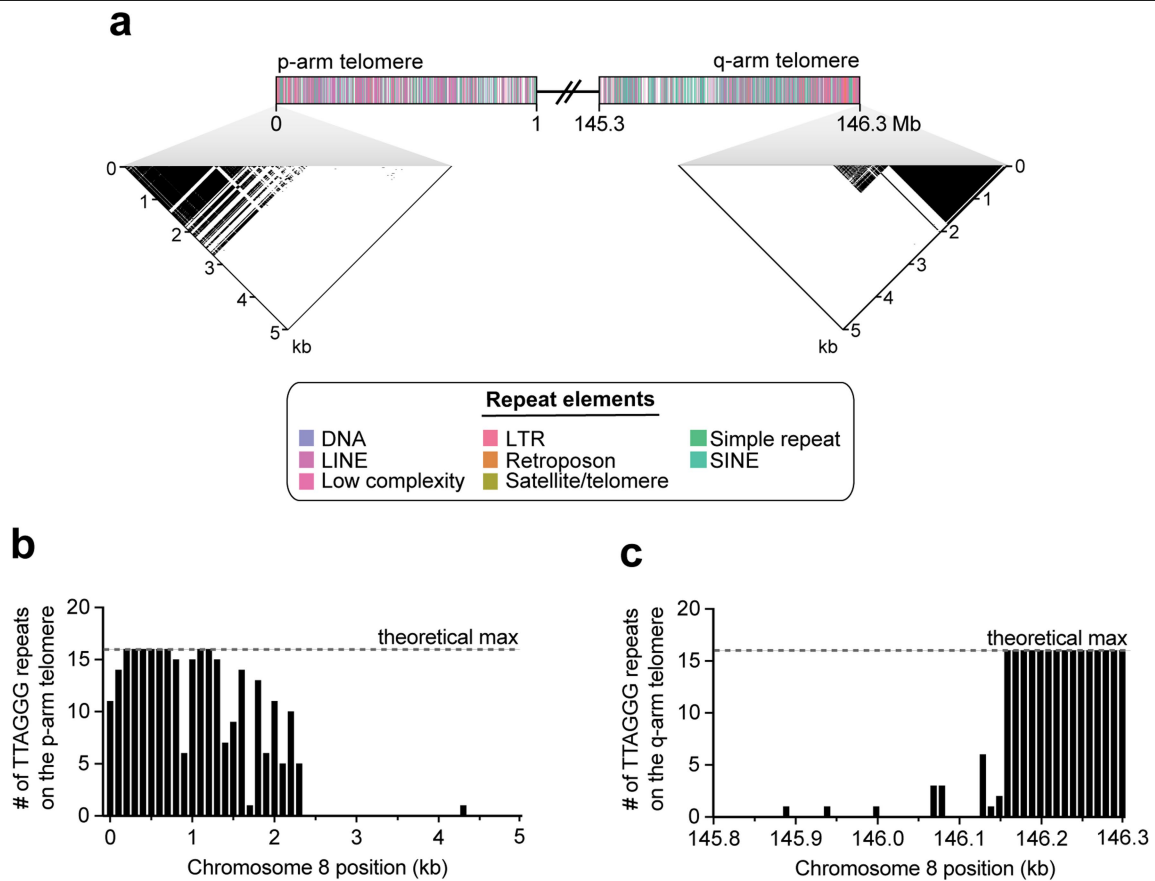 a
p-arm telomere
q-arm telomere
0
1
145.3
146.3 Mb
0
1
2
3
4
5
kb
0
1
2
3
4
5
kb
Repeat elements
DNA
LINE
Low complexity
LTR
Retroposon
Satellite/telomere
Simple repeat
SINE
b
# of TTAGGG repeats
on the p-arm telomere
20
15
10
5
0
theoretical max
0
1
2
3
4
5
Chromosome 8 position (kb)
c
# of TTAGGG repeats
on the q-arm telomere
20
15
10
5
0
theoretical max
145.8
145.9
146.0
146.1
146.2
146.3
Chromosome 8 position (kb)